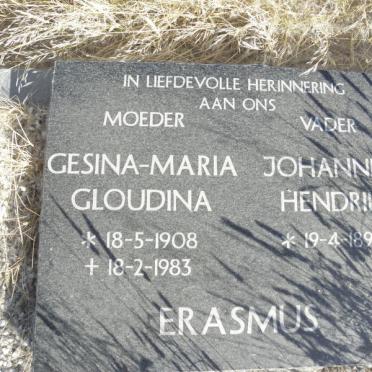 IN LIEFDEVOLLE HERINNERING
AAN ONS
MOEDER VADER
GESINA-MARIA
GLOUDINA
* 18-5-1908
+ 18-2-1983
ERASMUS